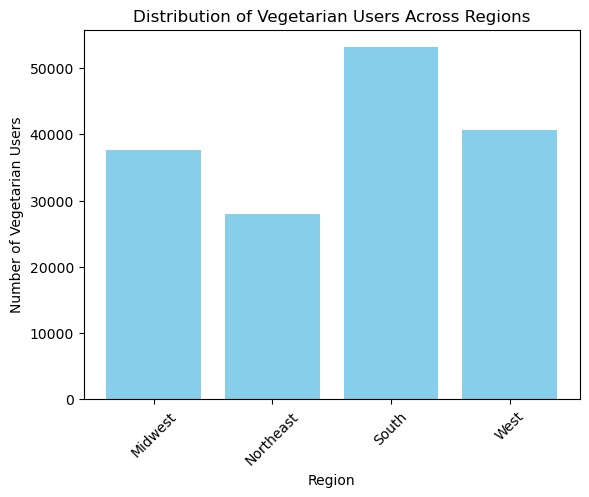 Distribution of Vegetarian Users Across Regions
Number of Vegetarian Users
50000
40000
30000
20000
10000
0
Midwest
Northeast
South
West
Region